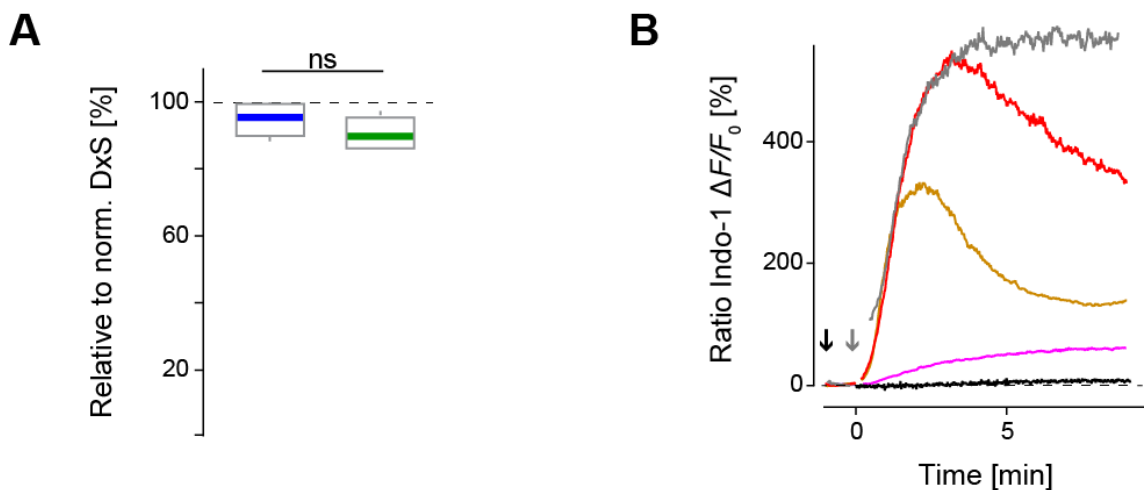 A
ns
Relative to norm. DxS [%]
100
60
20
B
Ratio Indo-1 ΔF/F₀ [%]
400
200
0
0 5
Time [min]